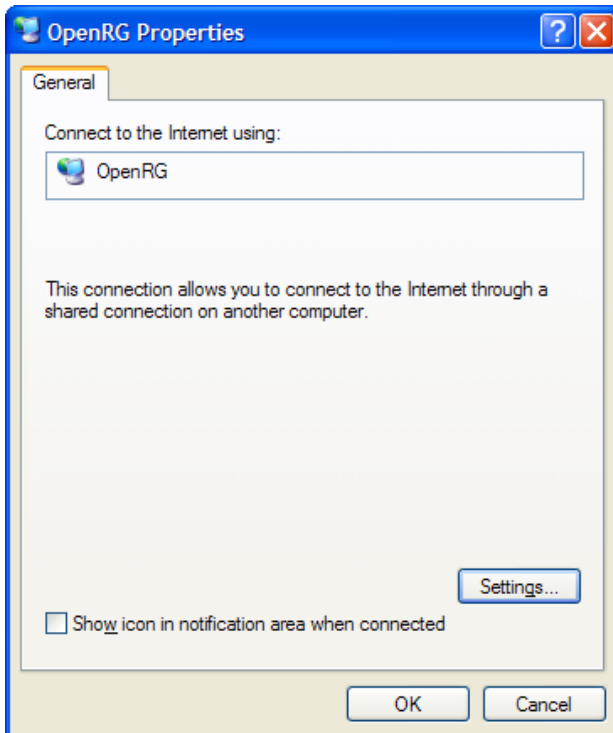 OpenRG Properties
General
Connect to the Internet using:
OpenRG
This connection allows you to connect to the Internet through a
shared connection on another computer.
Settings...
Show icon in notification area when connected
OK
Cancel